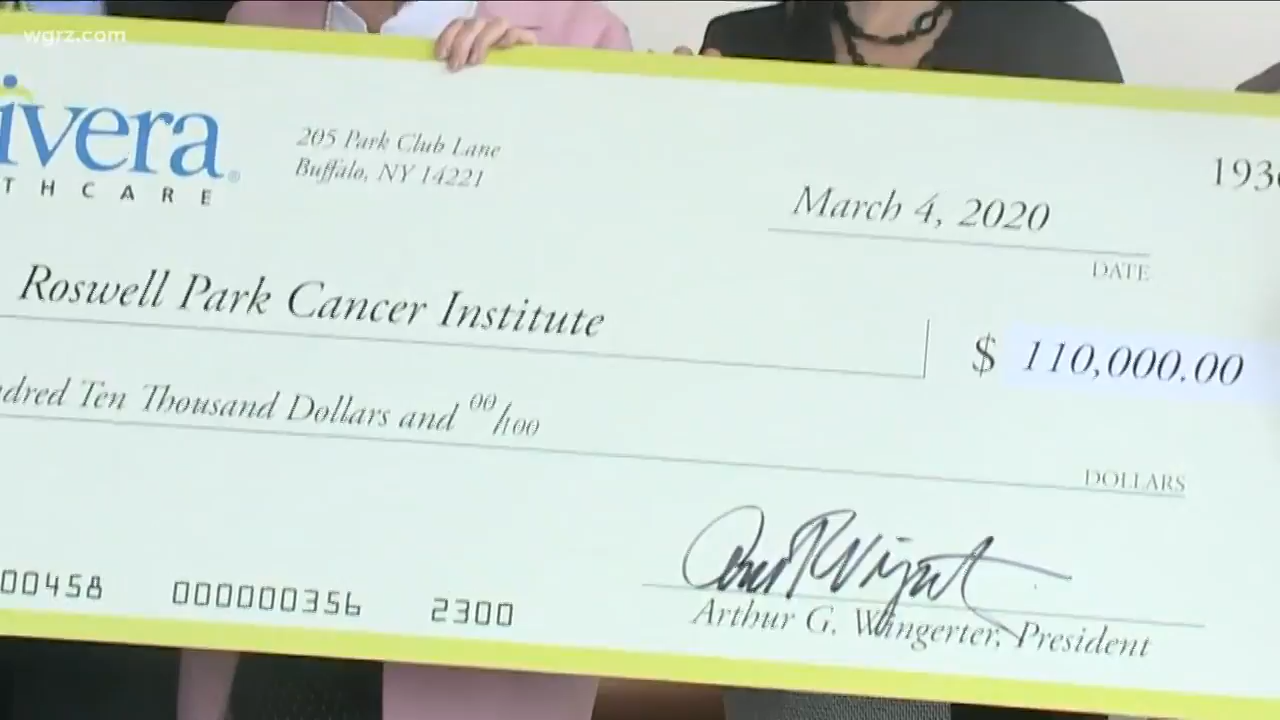 wgrz.com
ivera®
THCARE
205 Park Club Lane
Buffalo, NY 14221
193
March 4, 2020
DATE
Roswell Park Cancer Institute
$ 110,000.00
dred Ten Thousand Dollars and 00/100
DOLLARS
Arthur G. Wingerter, President
00458 000000356 2300